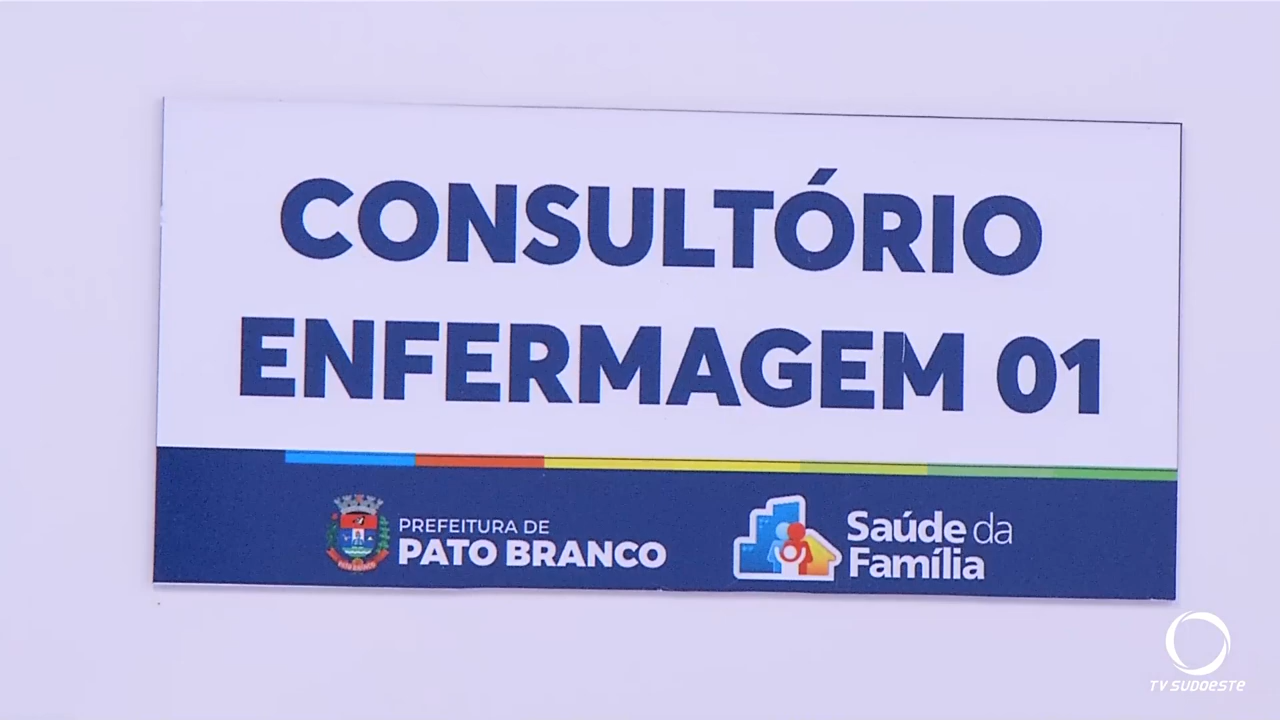 CONSULTÓRIO
ENFERMAGEM 01
PREFEITURA DE
PATO BRANCO
Saúde da
Família
TV SUDOESTE